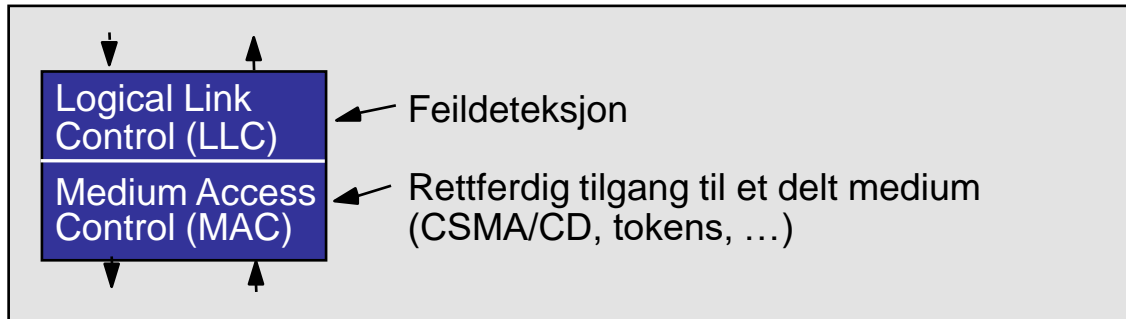 Logical Link
Control (LLC)
Feildeteksjon
Medium Access
Control (MAC)
Rettferdig tilgang til et delt medium
(CSMA/CD, tokens, …)